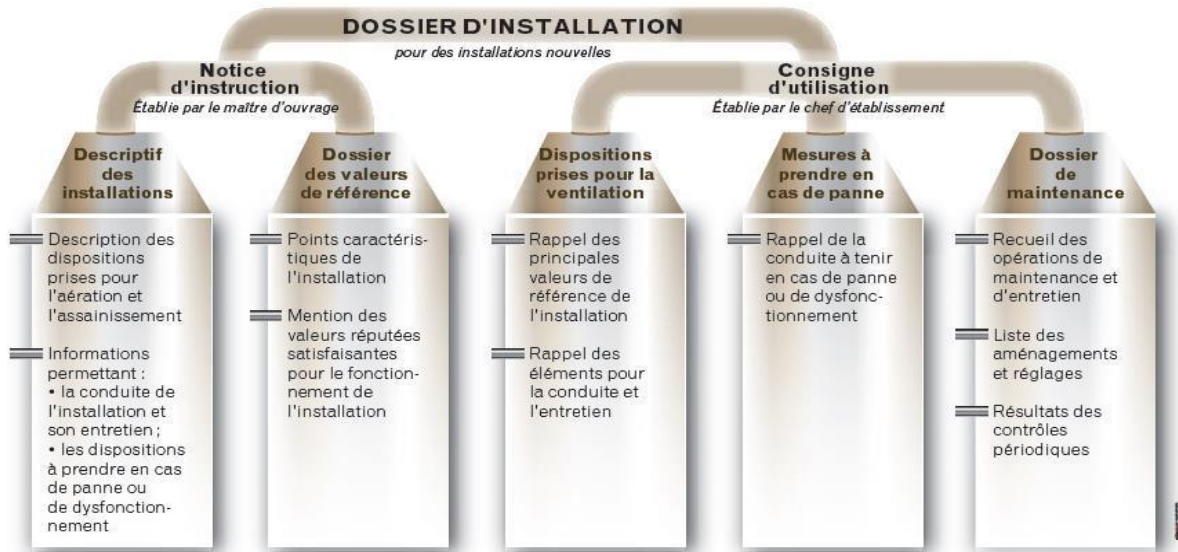 DOSSIER D'INSTALLATION
pour des installations nouvelles
Notice
d'instruction
Établie par le maître d'ouvrage
Consigne
d'utilisation
Établie par le chef d'établissement
Descriptif
des
installations
Description des
dispositions
prises pour
l'aération et
l'assainissement
Informations
permettant :
• la conduite de
l'installation et
son entretien ;
• les dispositions
à prendre en cas
de panne ou
de dysfonction-
nement
Dossier
des valeurs
de référence
Points caractéris-
tiques de
l'installation
Mention des
valeurs réputées
satisfaisantes
pour le fonction-
nement de
l'installation
Dispositions
prises pour la
ventilation
Rappel des
principales
valeurs de
référence de
l'installation
Rappel des
éléments pour
la conduite et
l'entretien
Mesures à
prendre en
cas de panne
Rappel de la
conduite à tenir
en cas de panne
ou de dysfonc-
tionnement
Dossier
de
maintenance
Recueil des
opérations de
maintenance et
d'entretien
Liste des
aménagements
et réglages
Résultats des
contrôles
périodiques